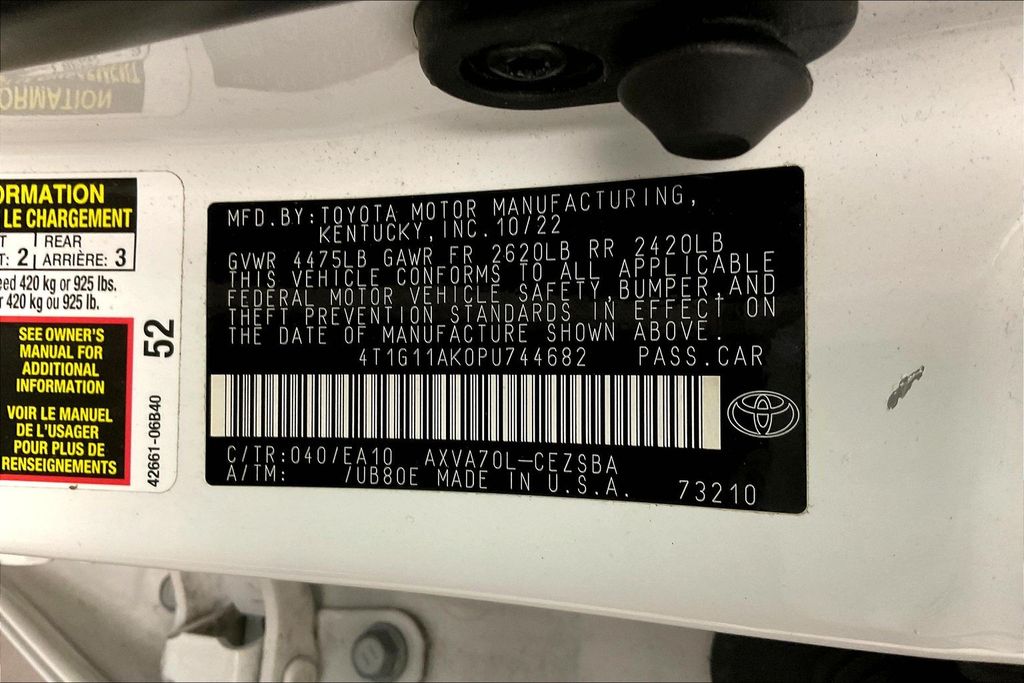 ORMATION
LE CHARGEMENT
REAR
: 2 ARRIÈRE: 3
eed 420 kg or 925 lbs.
r 420 kg ou 925 lb.
SEE OWNER'S
MANUAL FOR
ADDITIONAL
INFORMATION
VOIR LE MANUEL
DE L'USAGER
POUR PLUS DE
RENSEIGNEMENTS
52
42661-06B40
MFD.BY:TOYOTA MOTOR MANUFACTURING,
KENTUCKY,INC.10/22
GVWR 4475LB GAWR FR 2620LB RR 2420LB
THIS VEHICLE CONFORMS TO ALL APPLICABLE
FEDERAL MOTOR VEHICLE SAFETY,BUMPER,AND
THEFT PREVENTION STANDARDS IN EFFECT ON
THE DATE OF MANUFACTURE SHOWN ABOVE.
4T1G11AK0PU744682 PASS.CAR
C/TR:040/EA10 AXVA70L-CEZSBA
A/TM: /UB80E MADE IN U.S.A. 73210